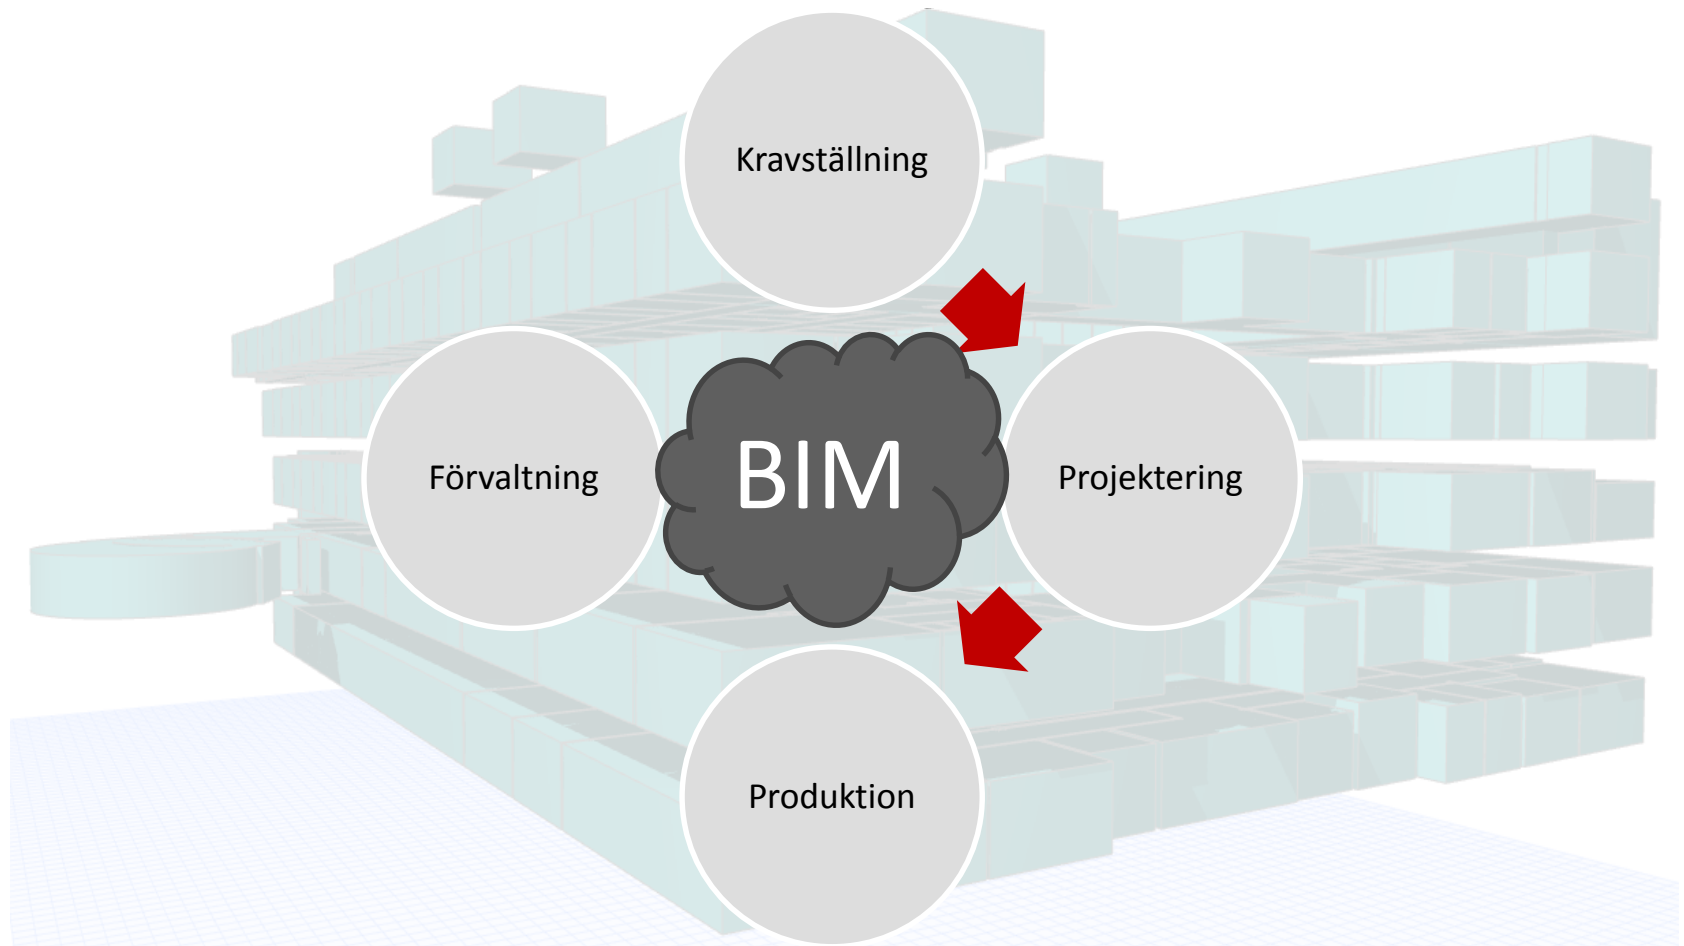 Kravställning
Förvaltning
BIM
Projektering
Produktion